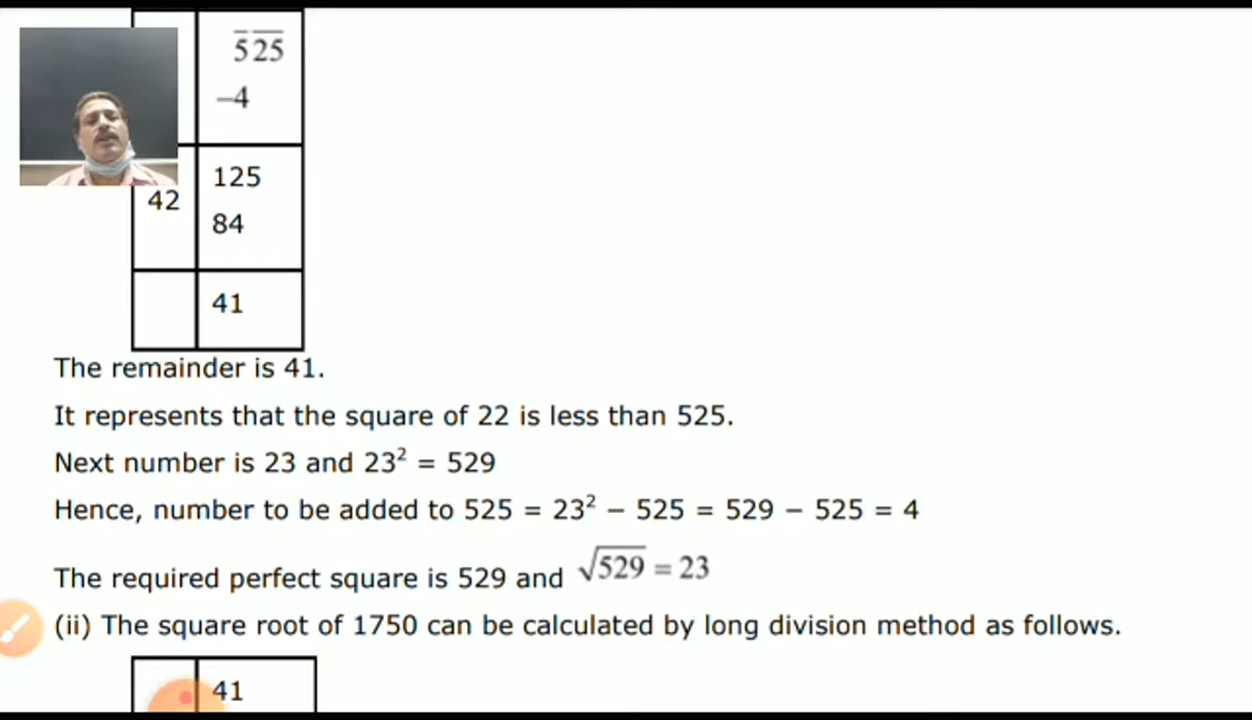 525
–4
125
42
84
41
The remainder is 41.
It represents that the square of 22 is less than 525.
Next number is 23 and 23² = 529
Hence, number to be added to 525 = 23² − 525 = 529 − 525 = 4
The required perfect square is 529 and √529 = 23
(ii) The square root of 1750 can be calculated by long division method as follows.
41